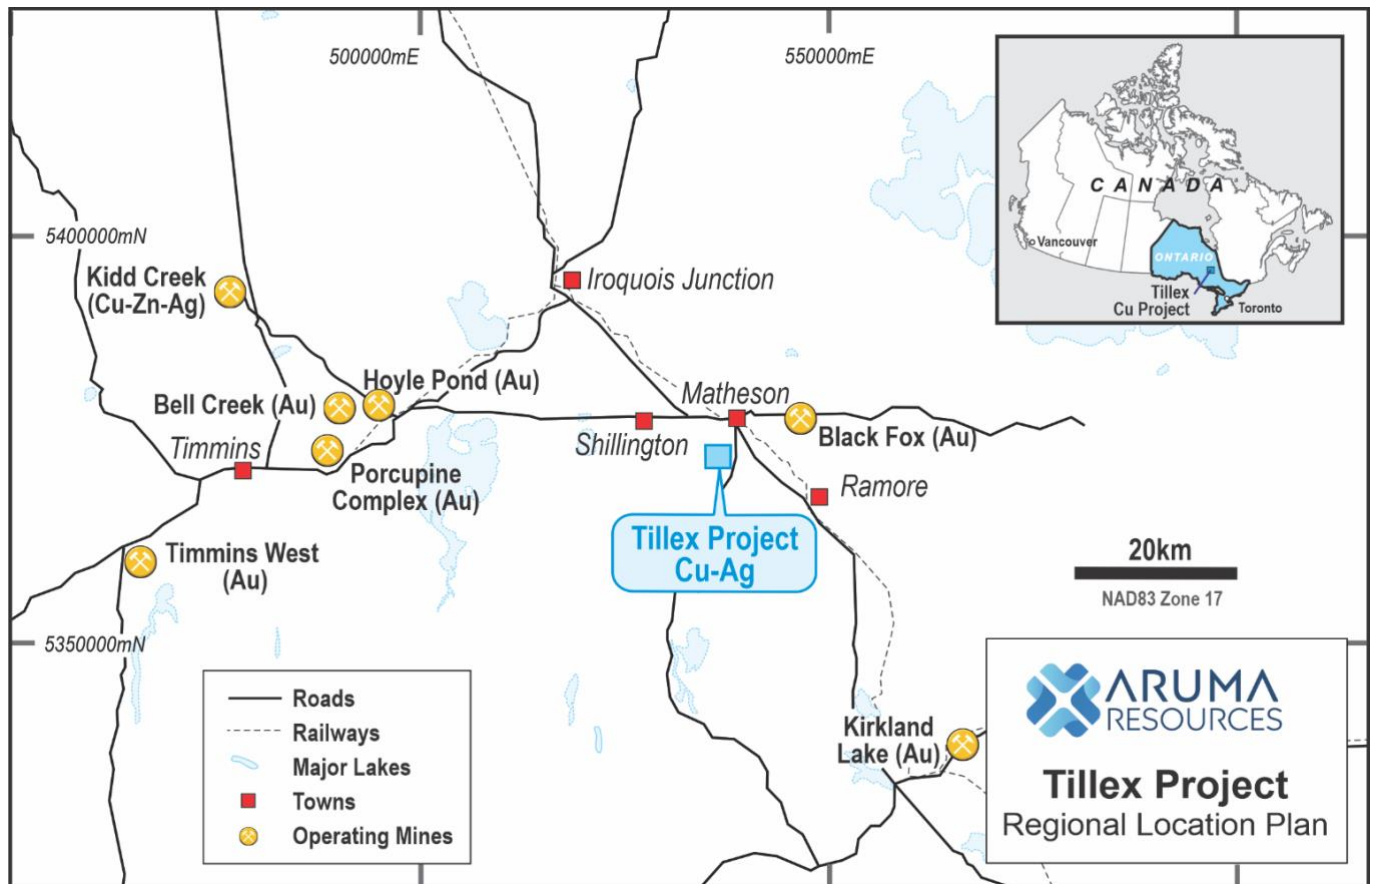 500000mE
550000mE
5400000mN
CANADA
Vancouver
ONTARIO
Tillex
Cu Project
Toronto
Kidd Creek
(Cu-Zn-Ag)
Iroquois Junction
Hoyle Pond (Au)
Bell Creek (Au)
Matheson
Timmins
Shillington
Black Fox (Au)
Porcupine
Complex (Au)
Ramore
Tillex Project
Cu-Ag
Timmins West
(Au)
20km
NAD83 Zone 17
5350000mN
Roads
Railways
Major Lakes
Towns
Operating Mines
Kirkland
Lake (Au)
ARUMA
RESOURCES
Tillex Project
Regional Location Plan